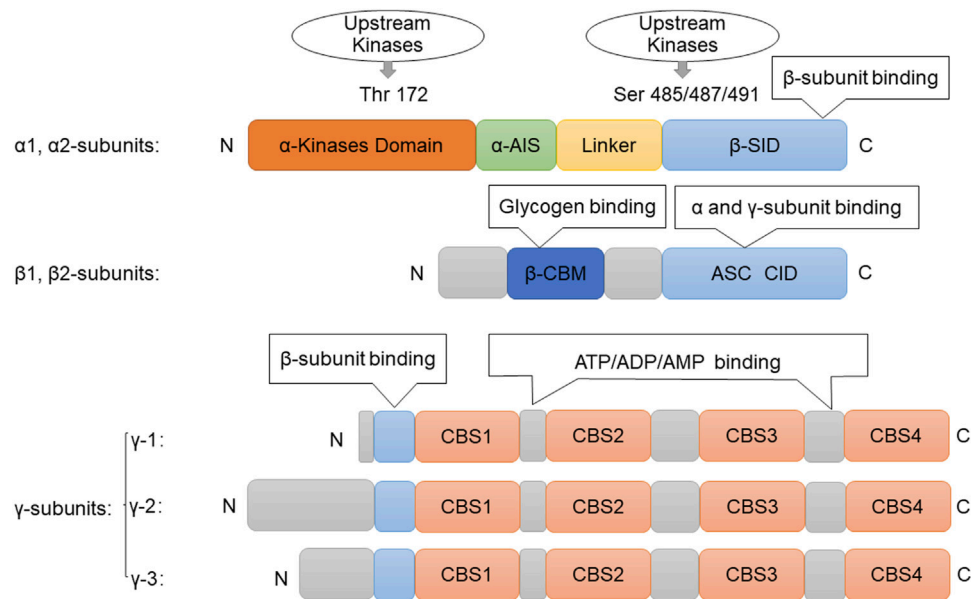 Upstream
Kinases
Upstream
Kinases
Thr 172
Ser 485/487/491
β-subunit binding
α1, α2-subunits:
N
α-Kinases Domain
α-AIS
Linker
β-SID
C
Glycogen binding
α and γ-subunit binding
β1, β2-subunits:
N
β-CBM
ASC CID
C
β-subunit binding
ATP/ADP/AMP binding
γ-subunits:
γ-1:
N
CBS1
CBS2
CBS3
CBS4
C
γ-2:
N
CBS1
CBS2
CBS3
CBS4
C
γ-3:
N
CBS1
CBS2
CBS3
CBS4
C